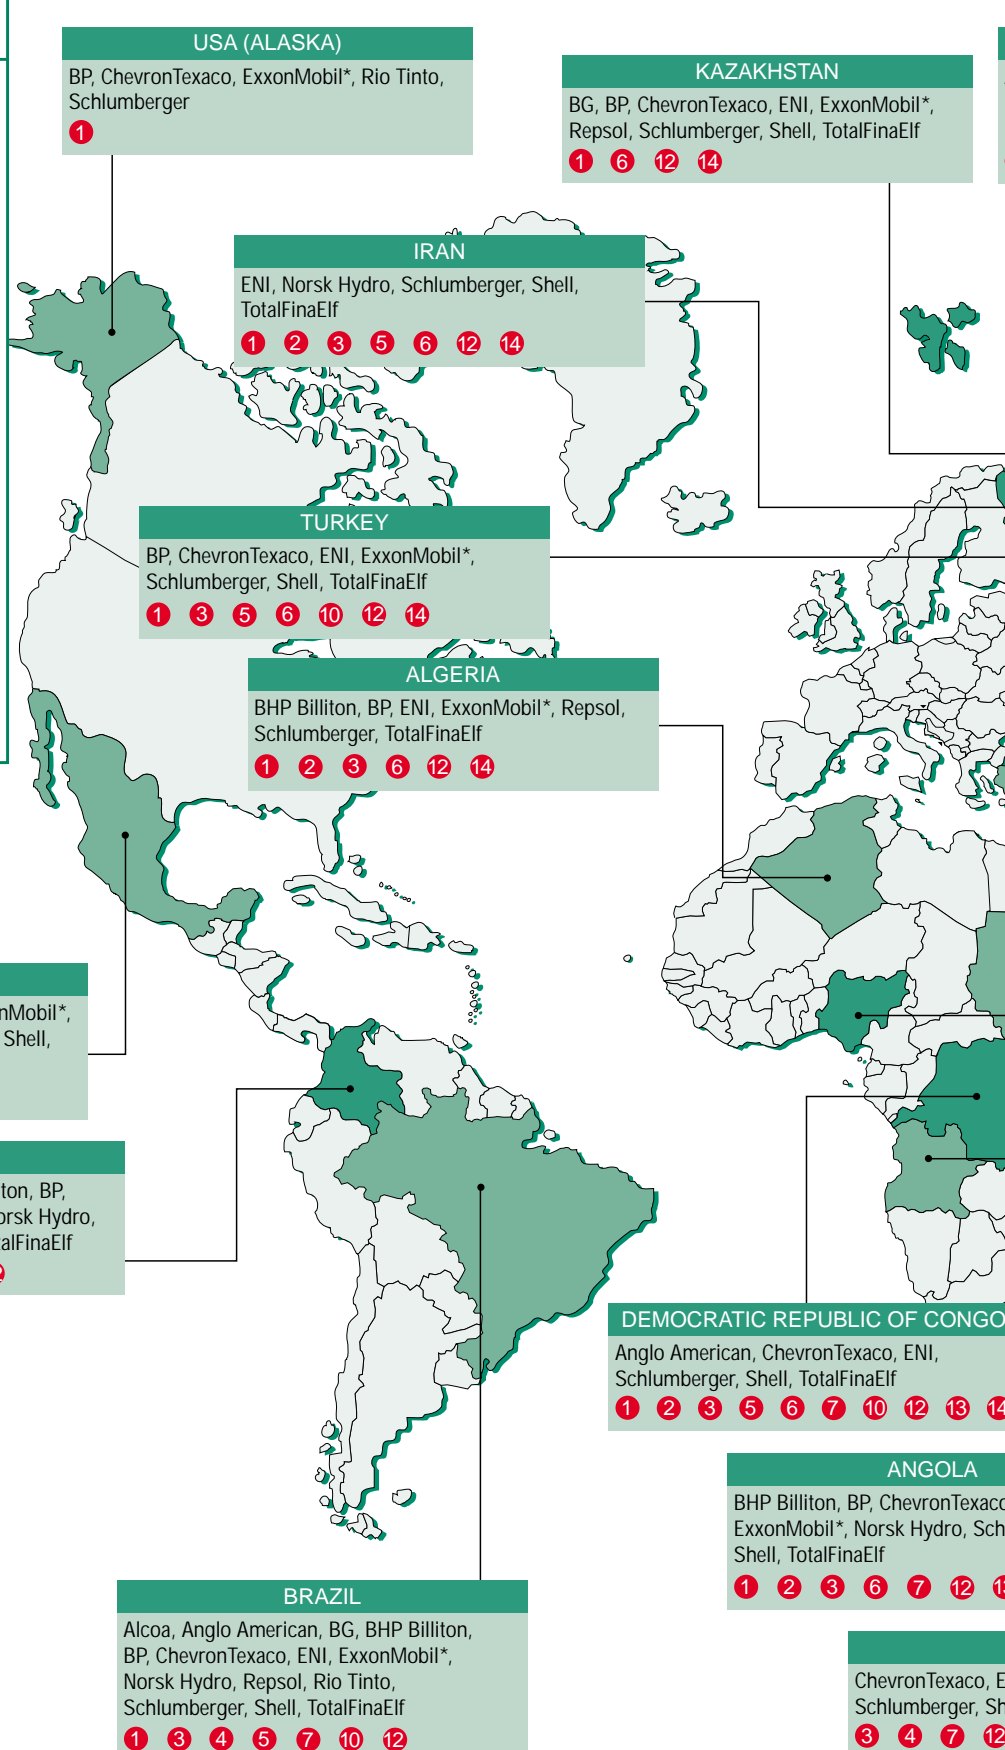 USA (ALASKA)
BP, ChevronTexaco, ExxonMobil*, Rio Tinto,
Schlumberger
1
KAZAKHSTAN
BG, BP, ChevronTexaco, ENI, ExxonMobil*,
Repsol, Schlumberger, Shell, TotalFinaElf
1 6 12 14
IRAN
ENI, Norsk Hydro, Schlumberger, Shell,
TotalFinaElf
1 2 3 5 6 12 14
TURKEY
BP, ChevronTexaco, ENI, ExxonMobil*,
Schlumberger, Shell, TotalFinaElf
1 3 5 6 10 12 14
ALGERIA
BHP Billiton, BP, ENI, ExxonMobil*, Repsol,
Schlumberger, TotalFinaElf
1 2 3 6 12 14
nMobil*,
Shell,
ton, BP,
orsk Hydro,
alFinaElf
DEMOCRATIC REPUBLIC OF CONGO
Anglo American, ChevronTexaco, ENI,
Schlumberger, Shell, TotalFinaElf
1 2 3 5 6 7 10 12 13 14
ANGOLA
BHP Billiton, BP, ChevronTexaco
ExxonMobil*, Norsk Hydro, Sch
Shell, TotalFinaElf
1 2 3 6 7 12
BRAZIL
Alcoa, Anglo American, BG, BHP Billiton,
BP, ChevronTexaco, ENI, ExxonMobil*,
Norsk Hydro, Repsol, Rio Tinto,
Schlumberger, Shell, TotalFinaElf
1 3 4 5 7 10 12
ChevronTexaco, E
Schlumberger, Sh
3 4 7 12